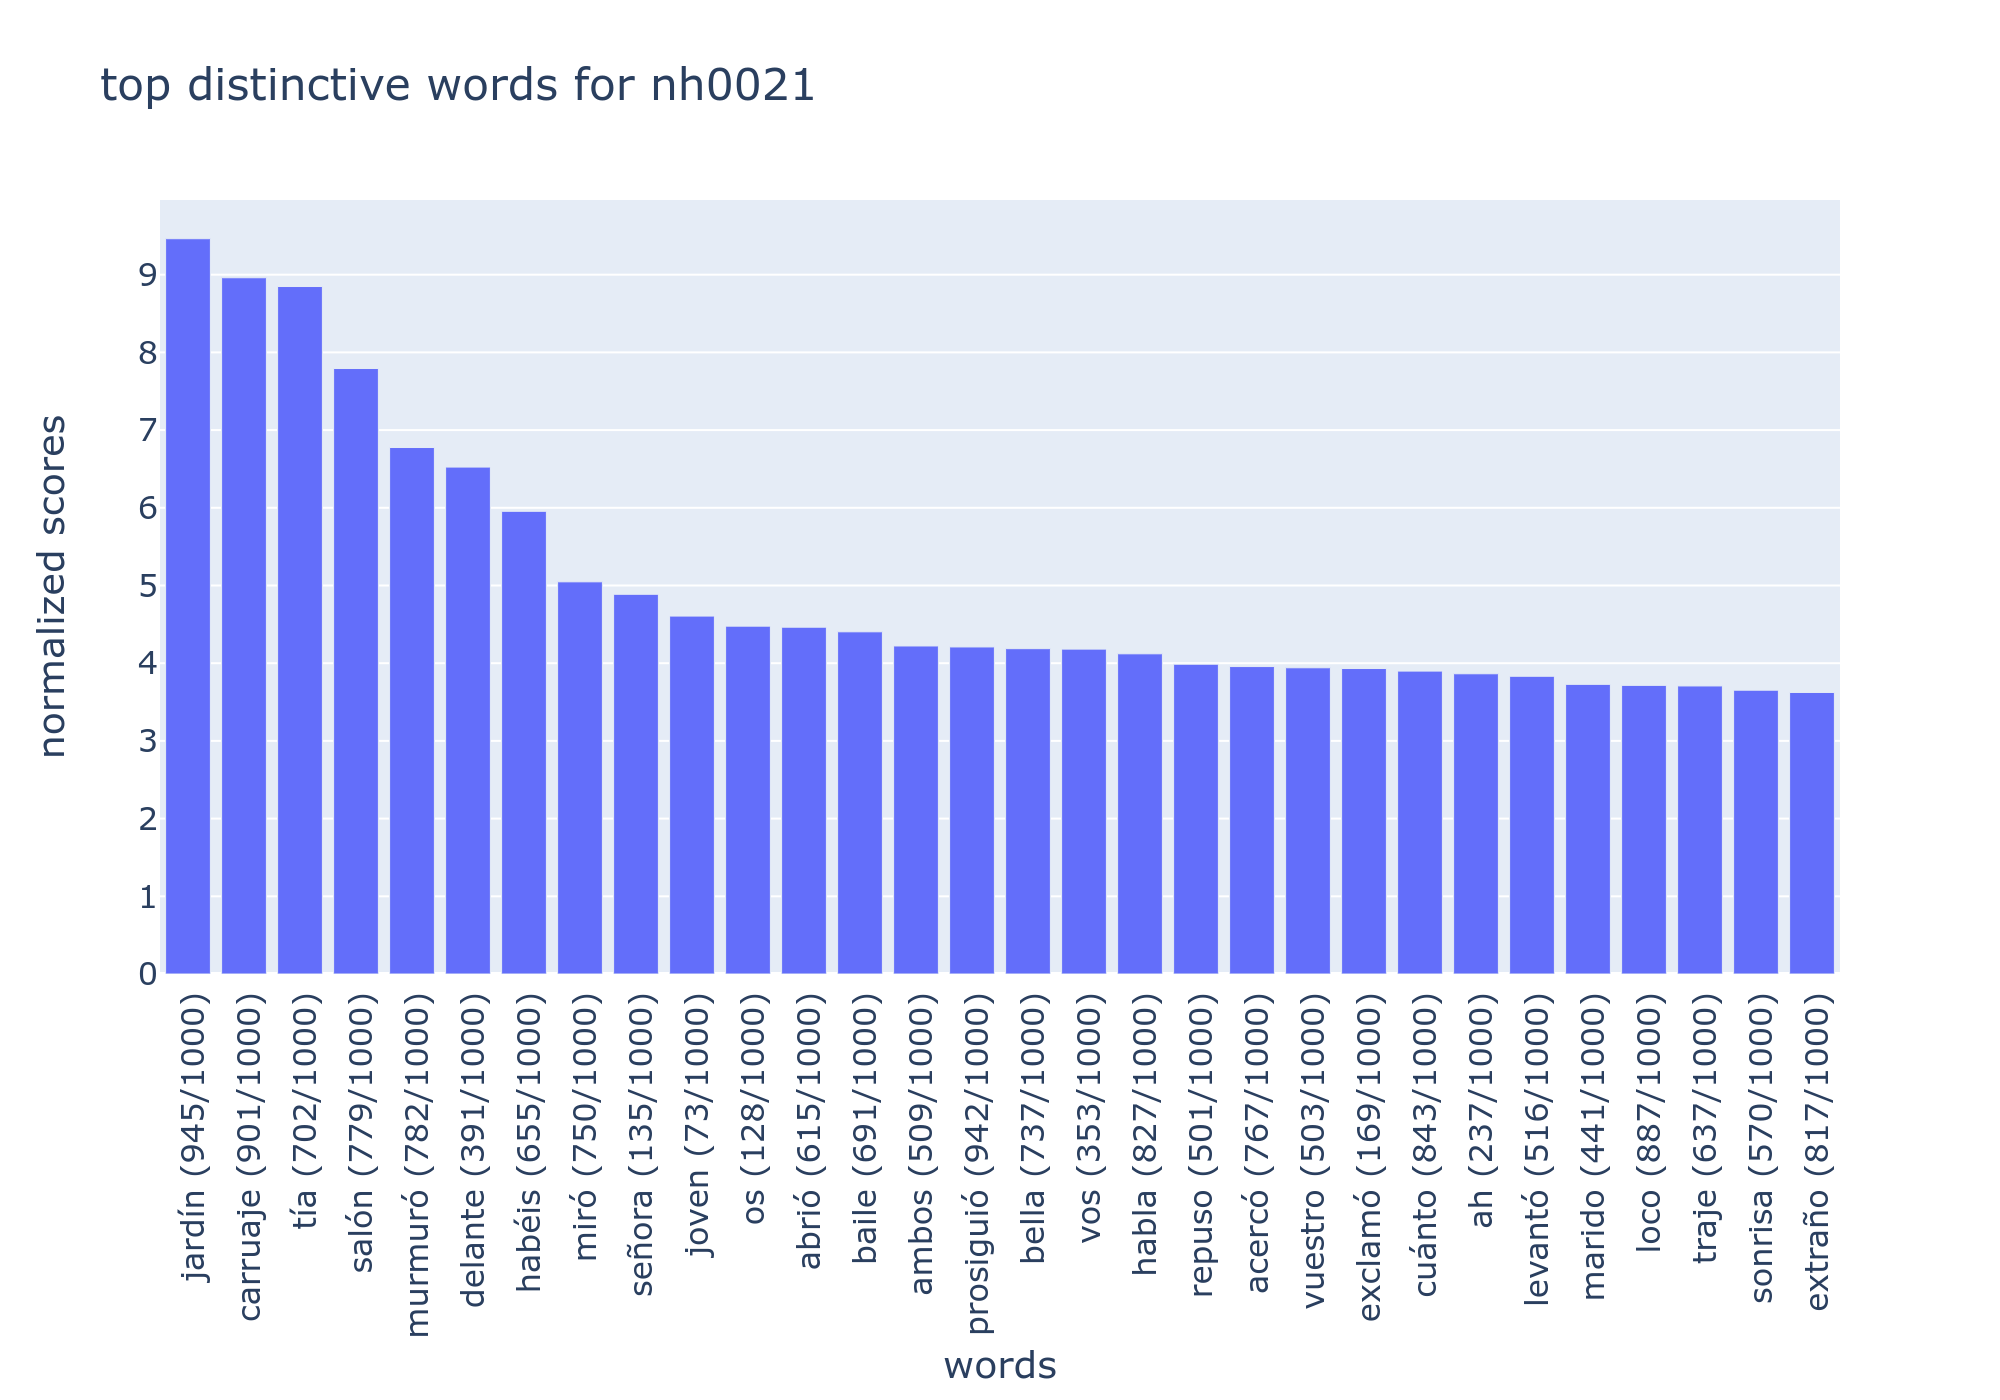 top distinctive words for nh0021
normalized scores
9
8
7
6
5
4
3
2
1
0
jardín (945/1000)
carruaje (901/1000)
tía (702/1000)
salón (779/1000)
murmuró (782/1000)
delante (391/1000)
habéis (655/1000)
miró (750/1000)
señora (135/1000)
joven (73/1000)
os (128/1000)
abrió (615/1000)
baile (691/1000)
ambos (509/1000)
prosiguió (942/1000)
bella (737/1000)
vos (353/1000)
habla (827/1000)
repuso (501/1000)
acercó (767/1000)
vuestro (503/1000)
exclamó (169/1000)
cuánto (843/1000)
ah (237/1000)
levantó (516/1000)
marido (441/1000)
loco (887/1000)
traje (637/1000)
sonrisa (570/1000)
extraño (817/1000)
words